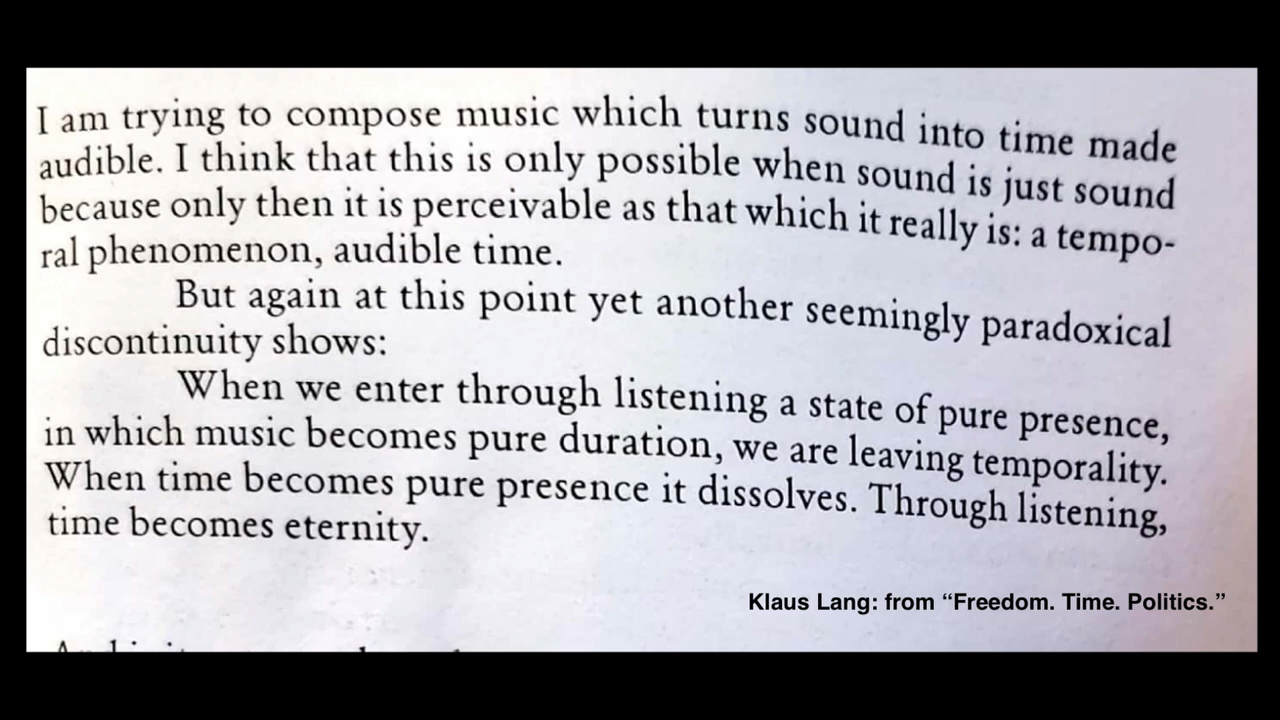 I am trying to compose music which turns sound into time made
audible. I think that this is only possible when sound is just sound
because only then it is perceivable as that which it really is: a tempo-
ral phenomenon, audible time.
But again at this point yet another seemingly paradoxical
discontinuity shows:
When we enter through listening a state of pure presence,
in which music becomes pure duration, we are leaving temporality.
When time becomes pure presence it dissolves. Through listening,
time becomes eternity.
Klaus Lang: from “Freedom. Time. Politics.”